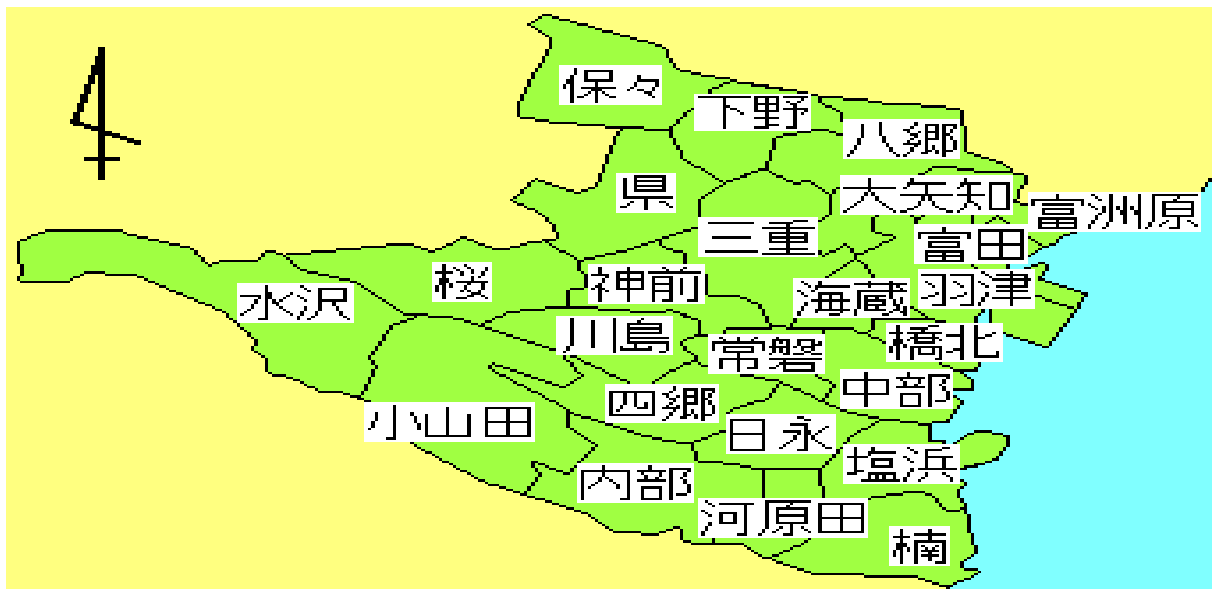 保々
下野
八郷
県
大矢知
富洲原
三重
富田
桜
神前
水沢
海蔵
羽津
川島
常磐
橋北
四郷
中部
小山田
日永
塩浜
内部
河原田
楠